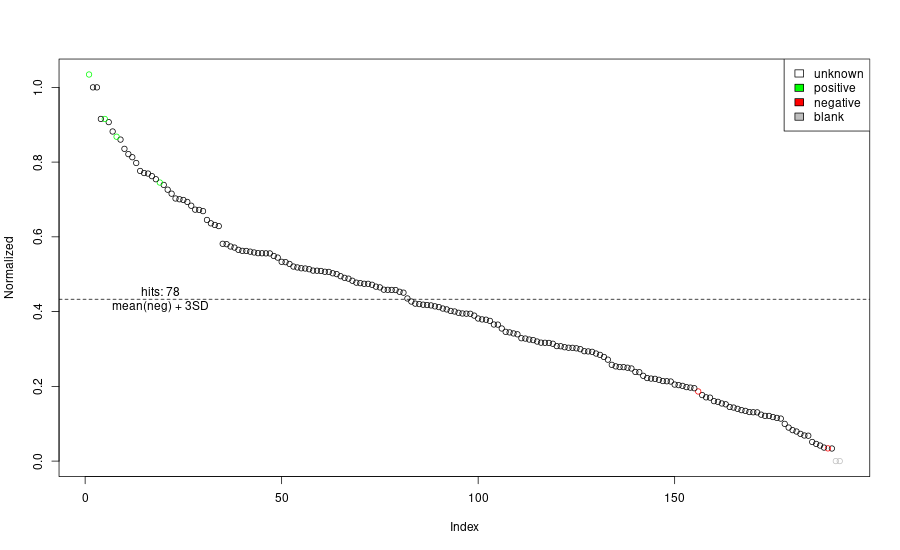 unknown
positive
negative
blank
Normalized
1.0
0.8
0.6
0.4
0.2
0.0
hits: 78
mean(neg) + 3SD
0
50
100
150
Index